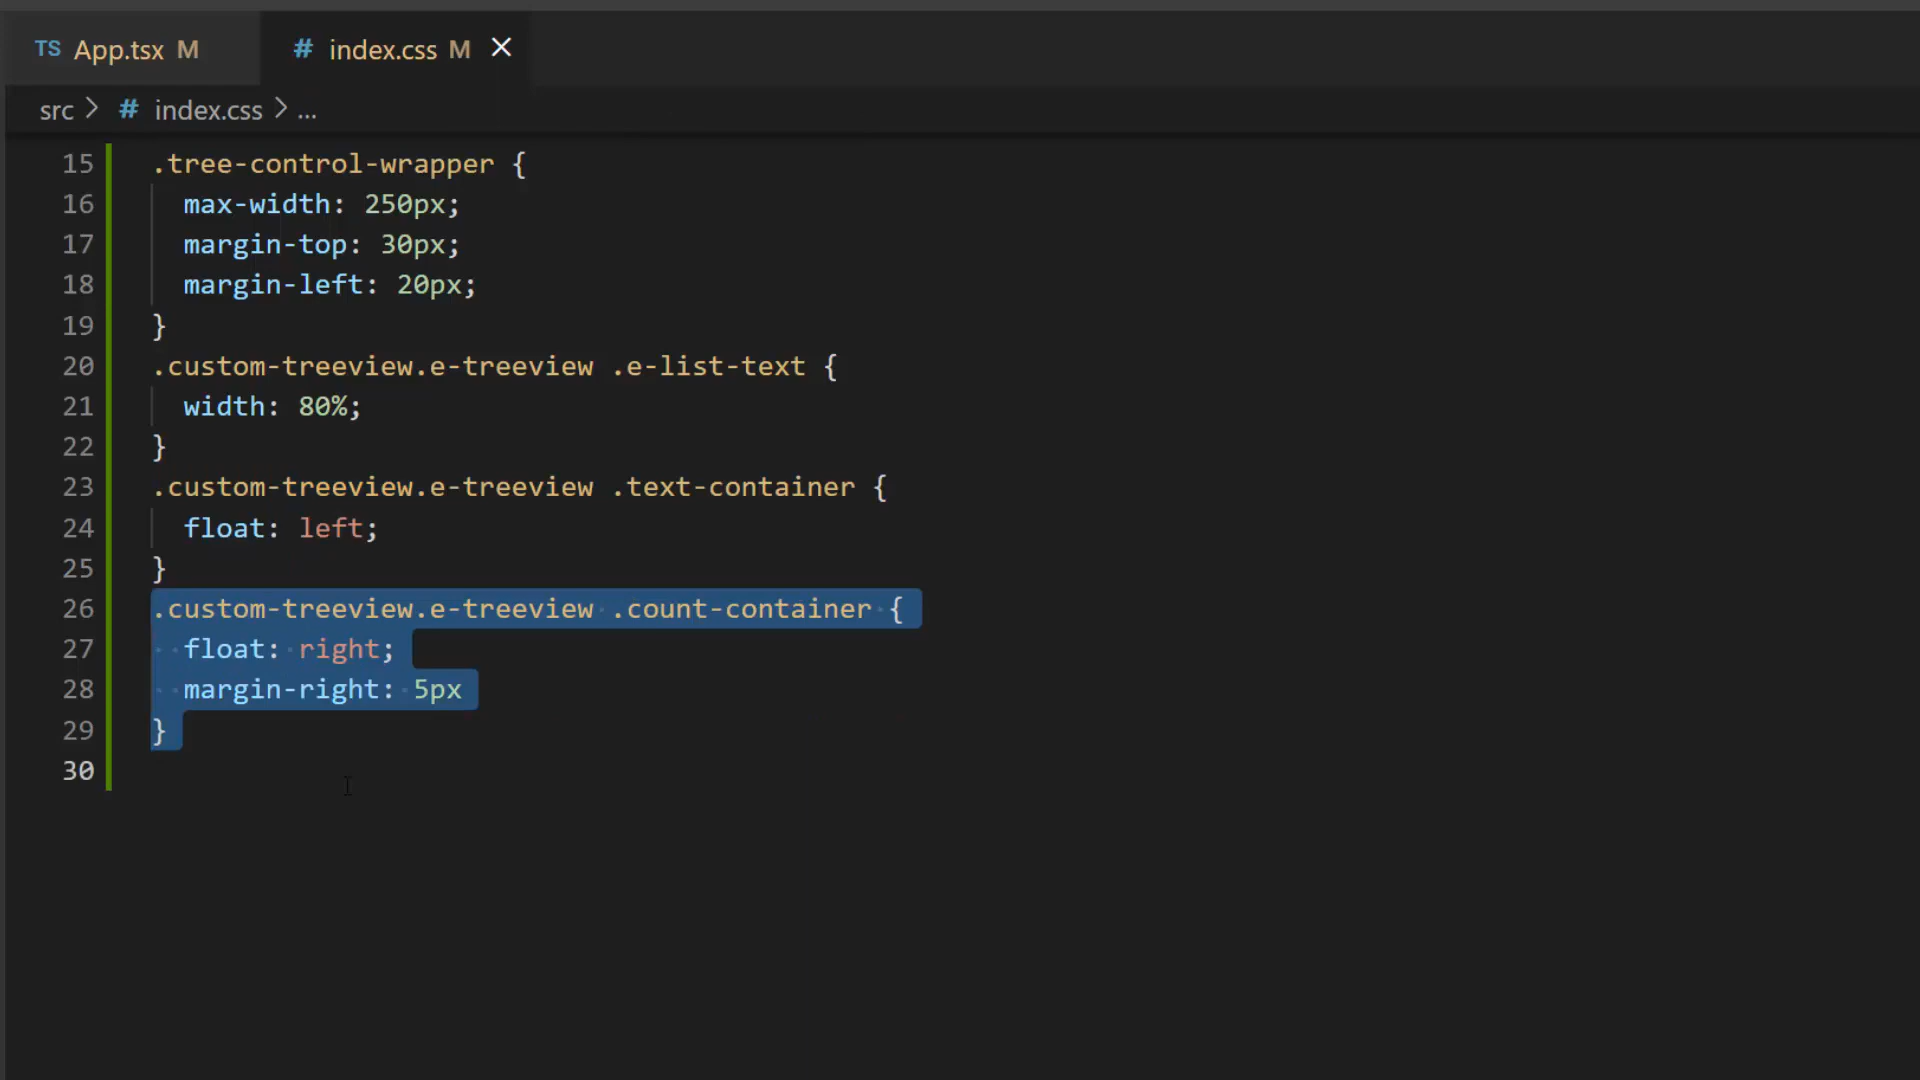 TS App.tsx M # index.css M
src > # index.css > ...
15 .tree-control-wrapper {
16 max-width: 250px;
17 margin-top: 30px;
18 margin-left: 20px;
19 }
20 .custom-treeview.e-treeview .e-list-text {
21 width: 80%;
22 }
23 .custom-treeview.e-treeview .text-container {
24 float: left;
25 }
26 .custom-treeview.e-treeview .count-container {
27 float: right;
28 margin-right: 5px
29 }
30